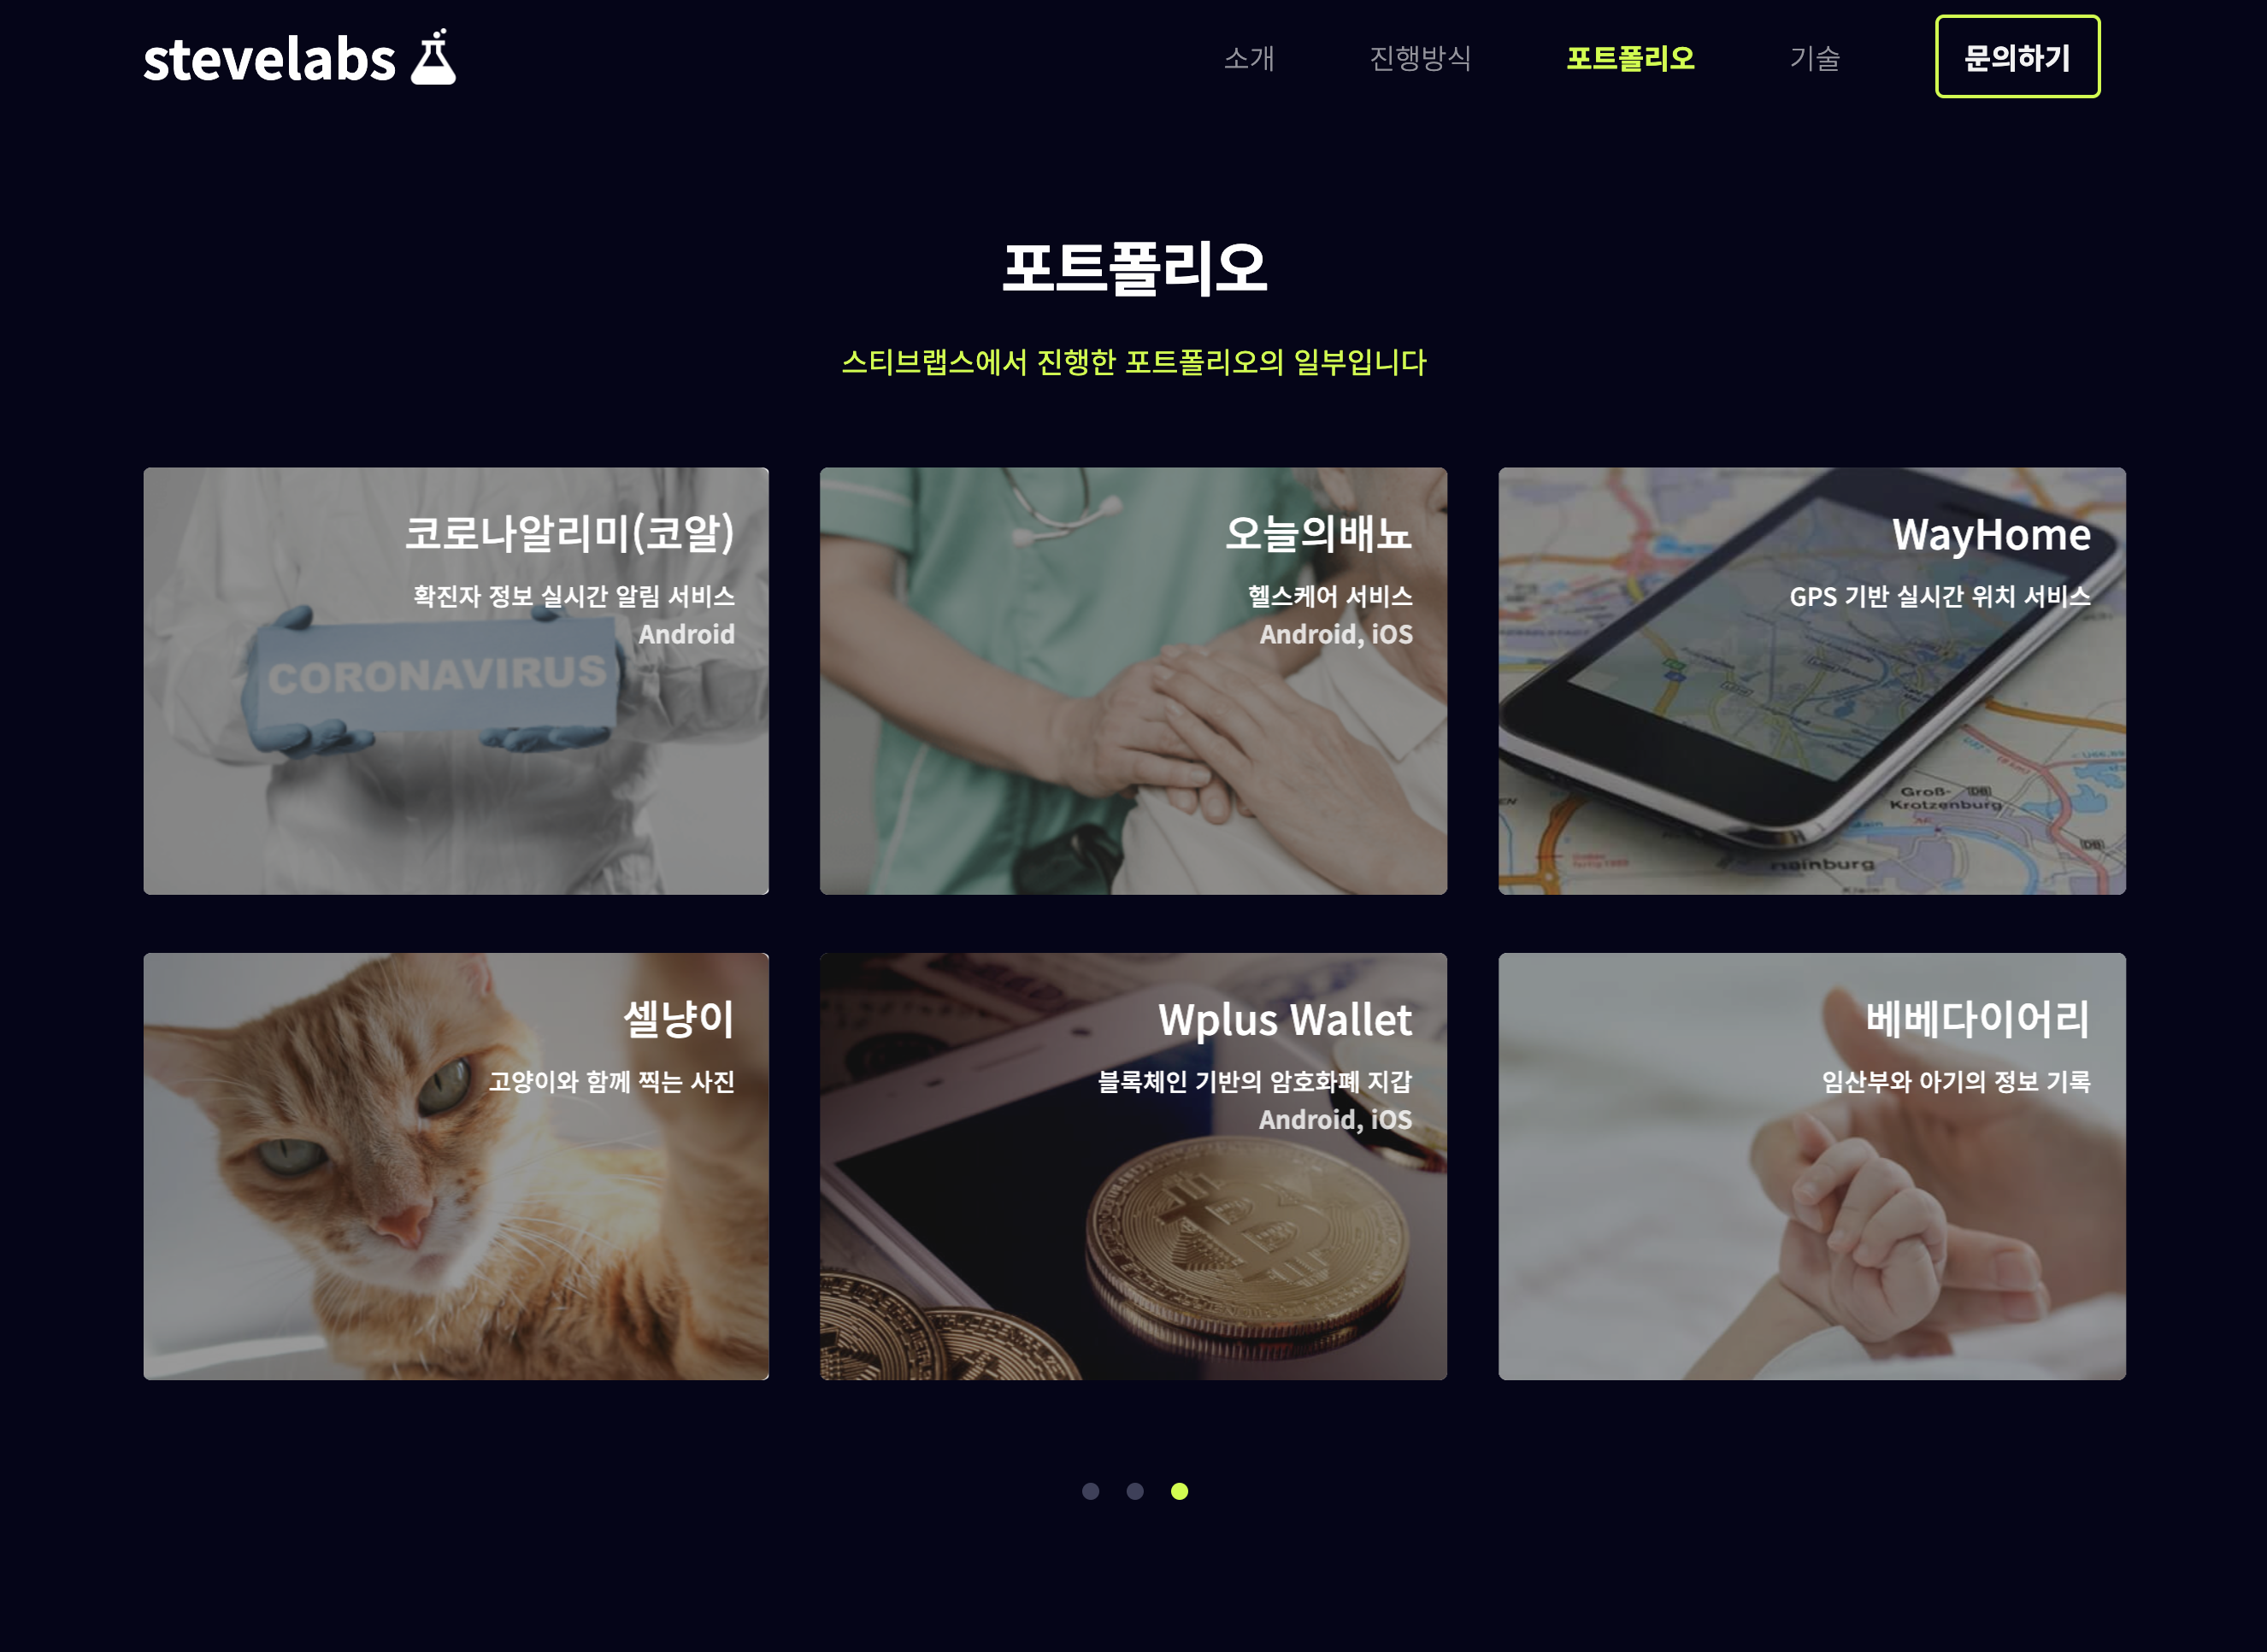 stevelabs
소개
진행방식
포트폴리오
기술
문의하기
포트폴리오
스티브랩스에서 진행한 포트폴리오의 일부입니다
코로나알리미(코알)
확진자 정보 실시간 알림 서비스
Android
CORONAVIRUS
오늘의배뇨
헬스케어 서비스
Android, iOS
WayHome
GPS 기반 실시간 위치 서비스
Groß-
Krotzenburg
DB
DB
mainburg
셀냥이
고양이와 함께 찍는 사진
Wplus Wallet
블록체인 기반의 암호화폐 지갑
Android, iOS
베베다이어리
임산부와 아기의 정보 기록